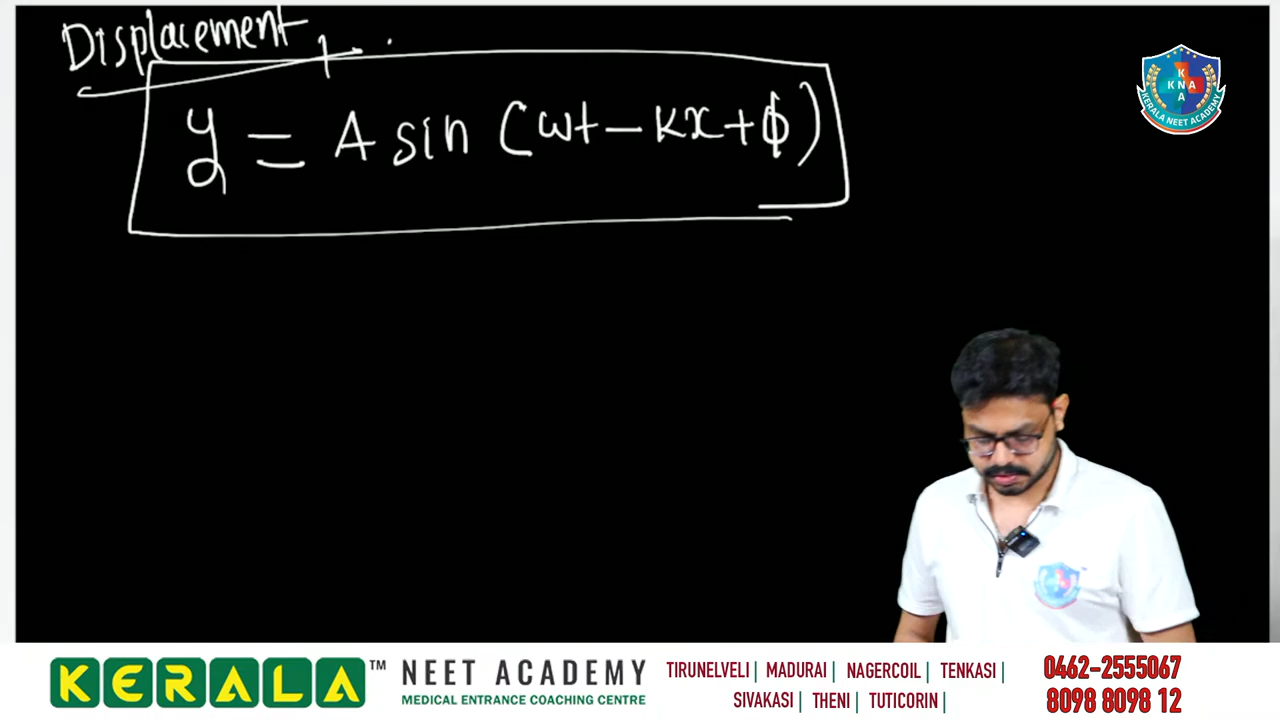 Displacement,
y = A sin (ωt - kx + ϕ)
K
K N A
A
KERALA NEET ACADEMY
KERALA™
NEET ACADEMY
MEDICAL ENTRANCE COACHING CENTRE
TIRUNELVELI | MADURAI | NAGERCOIL | TENKASI |
SIVAKASI | THENI | TUTICORIN |
0462-2555067
8098 8098 12